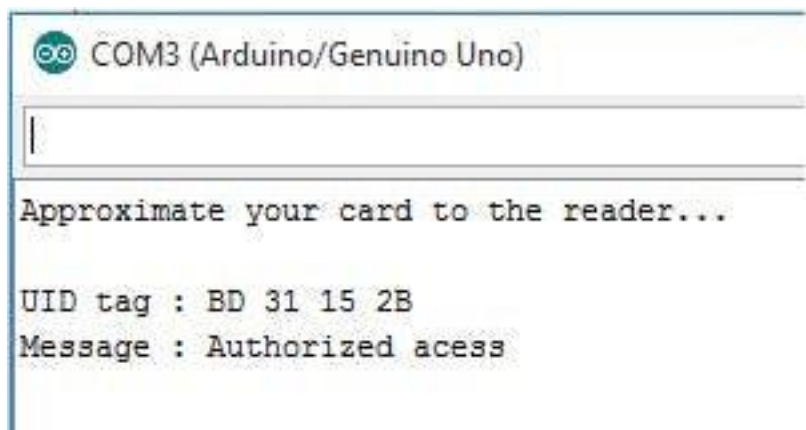 COM3 (Arduino/Genuino Uno)
Approximate your card to the reader...
UID tag : BD 31 15 2B
Message : Authorized acess